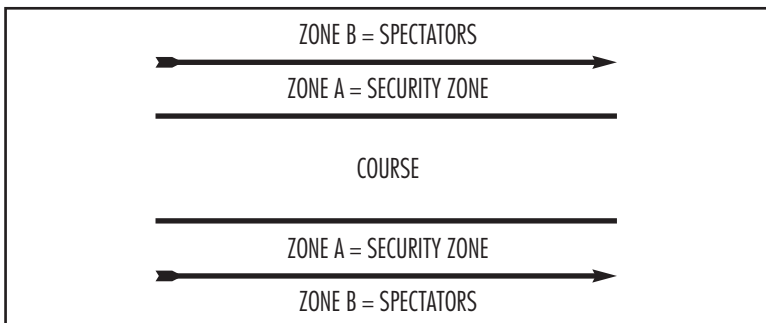 ZONE B = SPECTATORS
ZONE A = SECURITY ZONE
COURSE
ZONE A = SECURITY ZONE
ZONE B = SPECTATORS